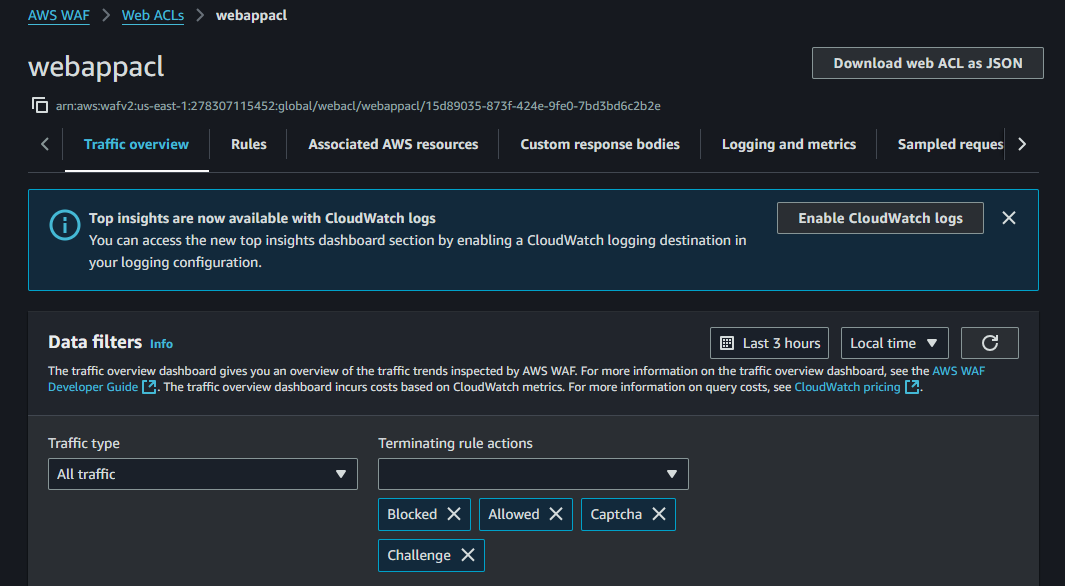 AWS WAF > Web ACLs > webappacl
webappacl
Download web ACL as JSON
arn:aws:wafv2:us-east-1:278307115452:global/webacl/webappacl/15d89035-873f-424e-9fe0-7bd3bd6c2b2e
Traffic overview
Rules
Associated AWS resources
Custom response bodies
Logging and metrics
Sampled reques
Top insights are now available with CloudWatch logs
You can access the new top insights dashboard section by enabling a CloudWatch logging destination in
your logging configuration.
Enable CloudWatch logs
Data filters Info
Last 3 hours
Local time
The traffic overview dashboard gives you an overview of the traffic trends inspected by AWS WAF. For more information on the traffic overview dashboard, see the AWS WAF
Developer Guide. The traffic overview dashboard incurs costs based on CloudWatch metrics. For more information on query costs, see CloudWatch pricing.
Traffic type
All traffic
Terminating rule actions
Blocked
Allowed
Captcha
Challenge